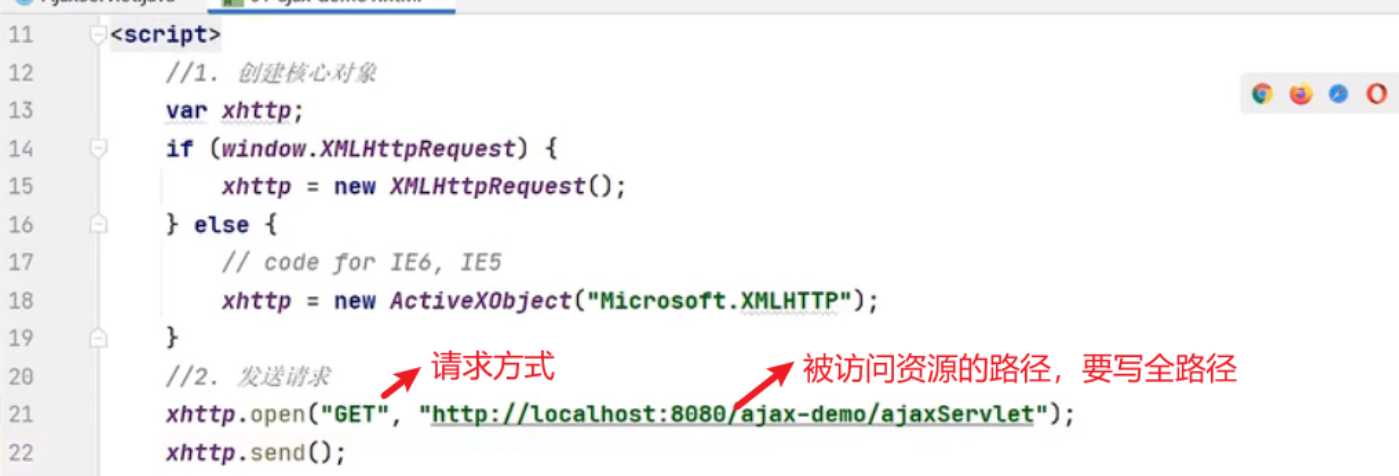 11 <script>
12 //1. 创建核心对象
13 var xhttp;
14 if (window.XMLHttpRequest) {
15 xhttp = new XMLHttpRequest();
16 } else {
17 // code for IE6, IE5
18 xhttp = new ActiveXObject("Microsoft.XMLHTTP");
19 }
请求方式
被访问资源的路径，要写全路径
20 //2. 发送请求
21 xhttp.open("GET", "http://localhost:8080/ajax-demo/ajaxServlet");
22 xhttp.send();